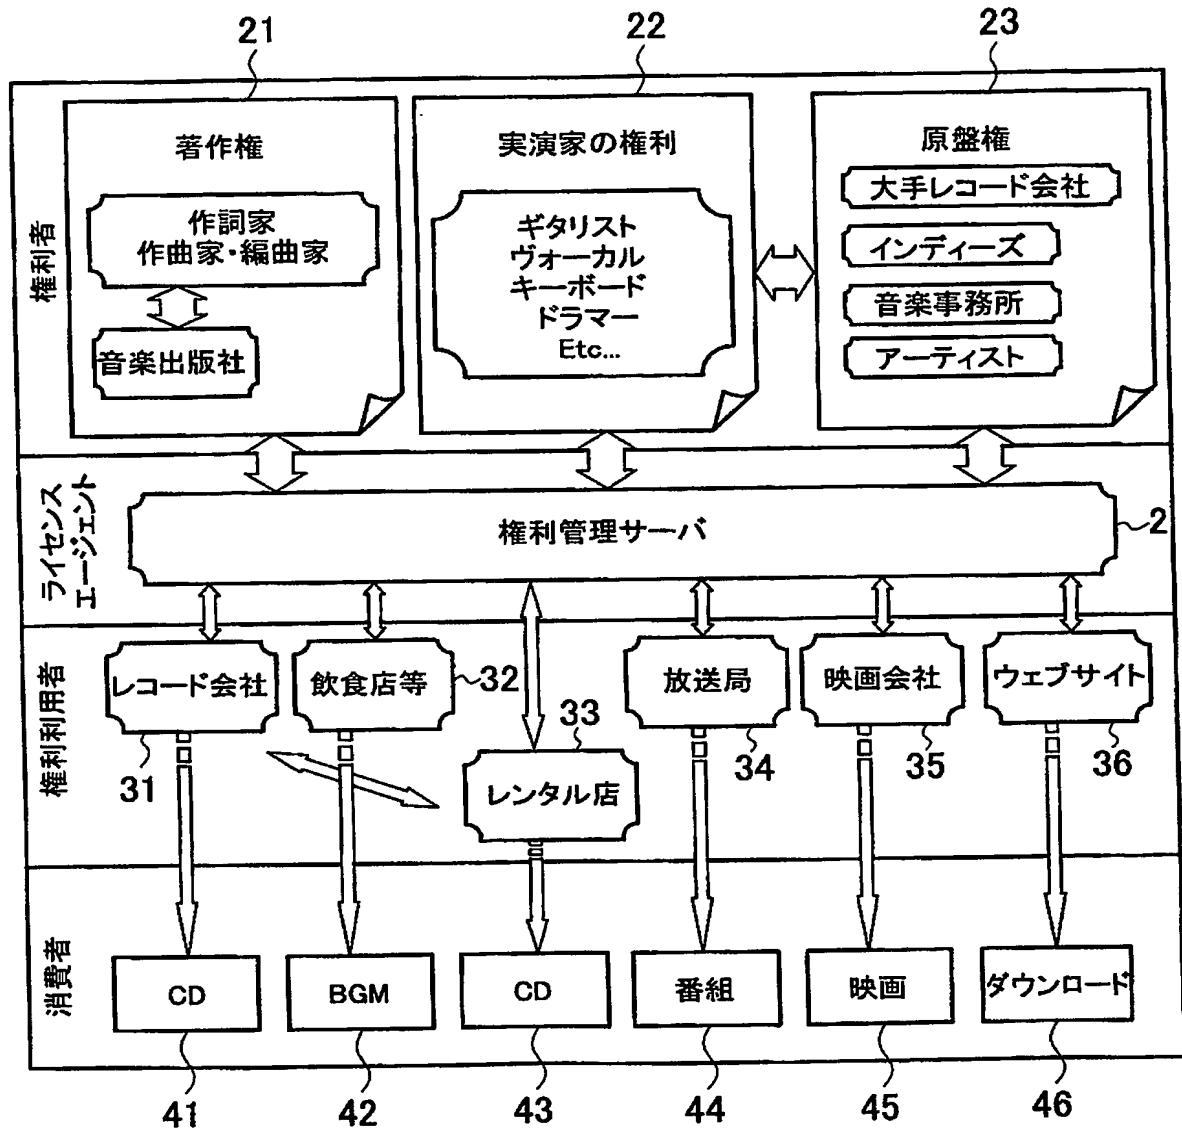 21
22
23
権利者
著作権
作詞家
作曲家・編曲家
音楽出版社
実演家の権利
ギタリスト
ヴォーカル
キーボード
ドラマー
Etc...
原盤権
大手レコード会社
インディーズ
音楽事務所
アーティスト
ライセンス
エージェント
権利管理サーバ
2
権利利用者
レコード会社
31
飲食店等
32
レンタル店
33
放送局
34
映画会社
35
ウェブサイト
36
消費者
CD
BGM
CD
番組
映画
ダウンロード
41
42
43
44
45
46